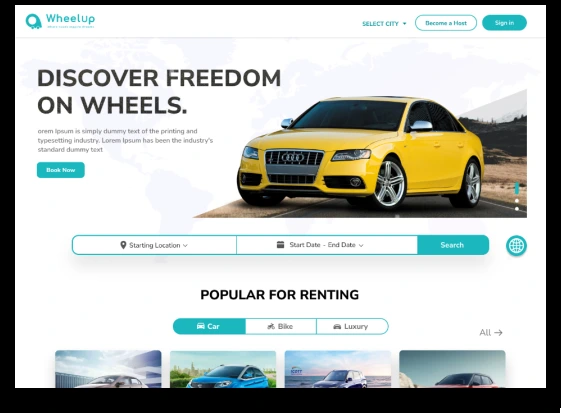 Wheelup
SELECT CITY
Become a Host
Sign in
DISCOVER FREEDOM
ON WHEELS.
orem Ipsum is simply dummy text of the printing and
typesetting industry. Lorem Ipsum has been the industry's
standard dummy text
Book Now
Starting Location
Start Date - End Date
Search
POPULAR FOR RENTING
Car
Bike
Luxury
All